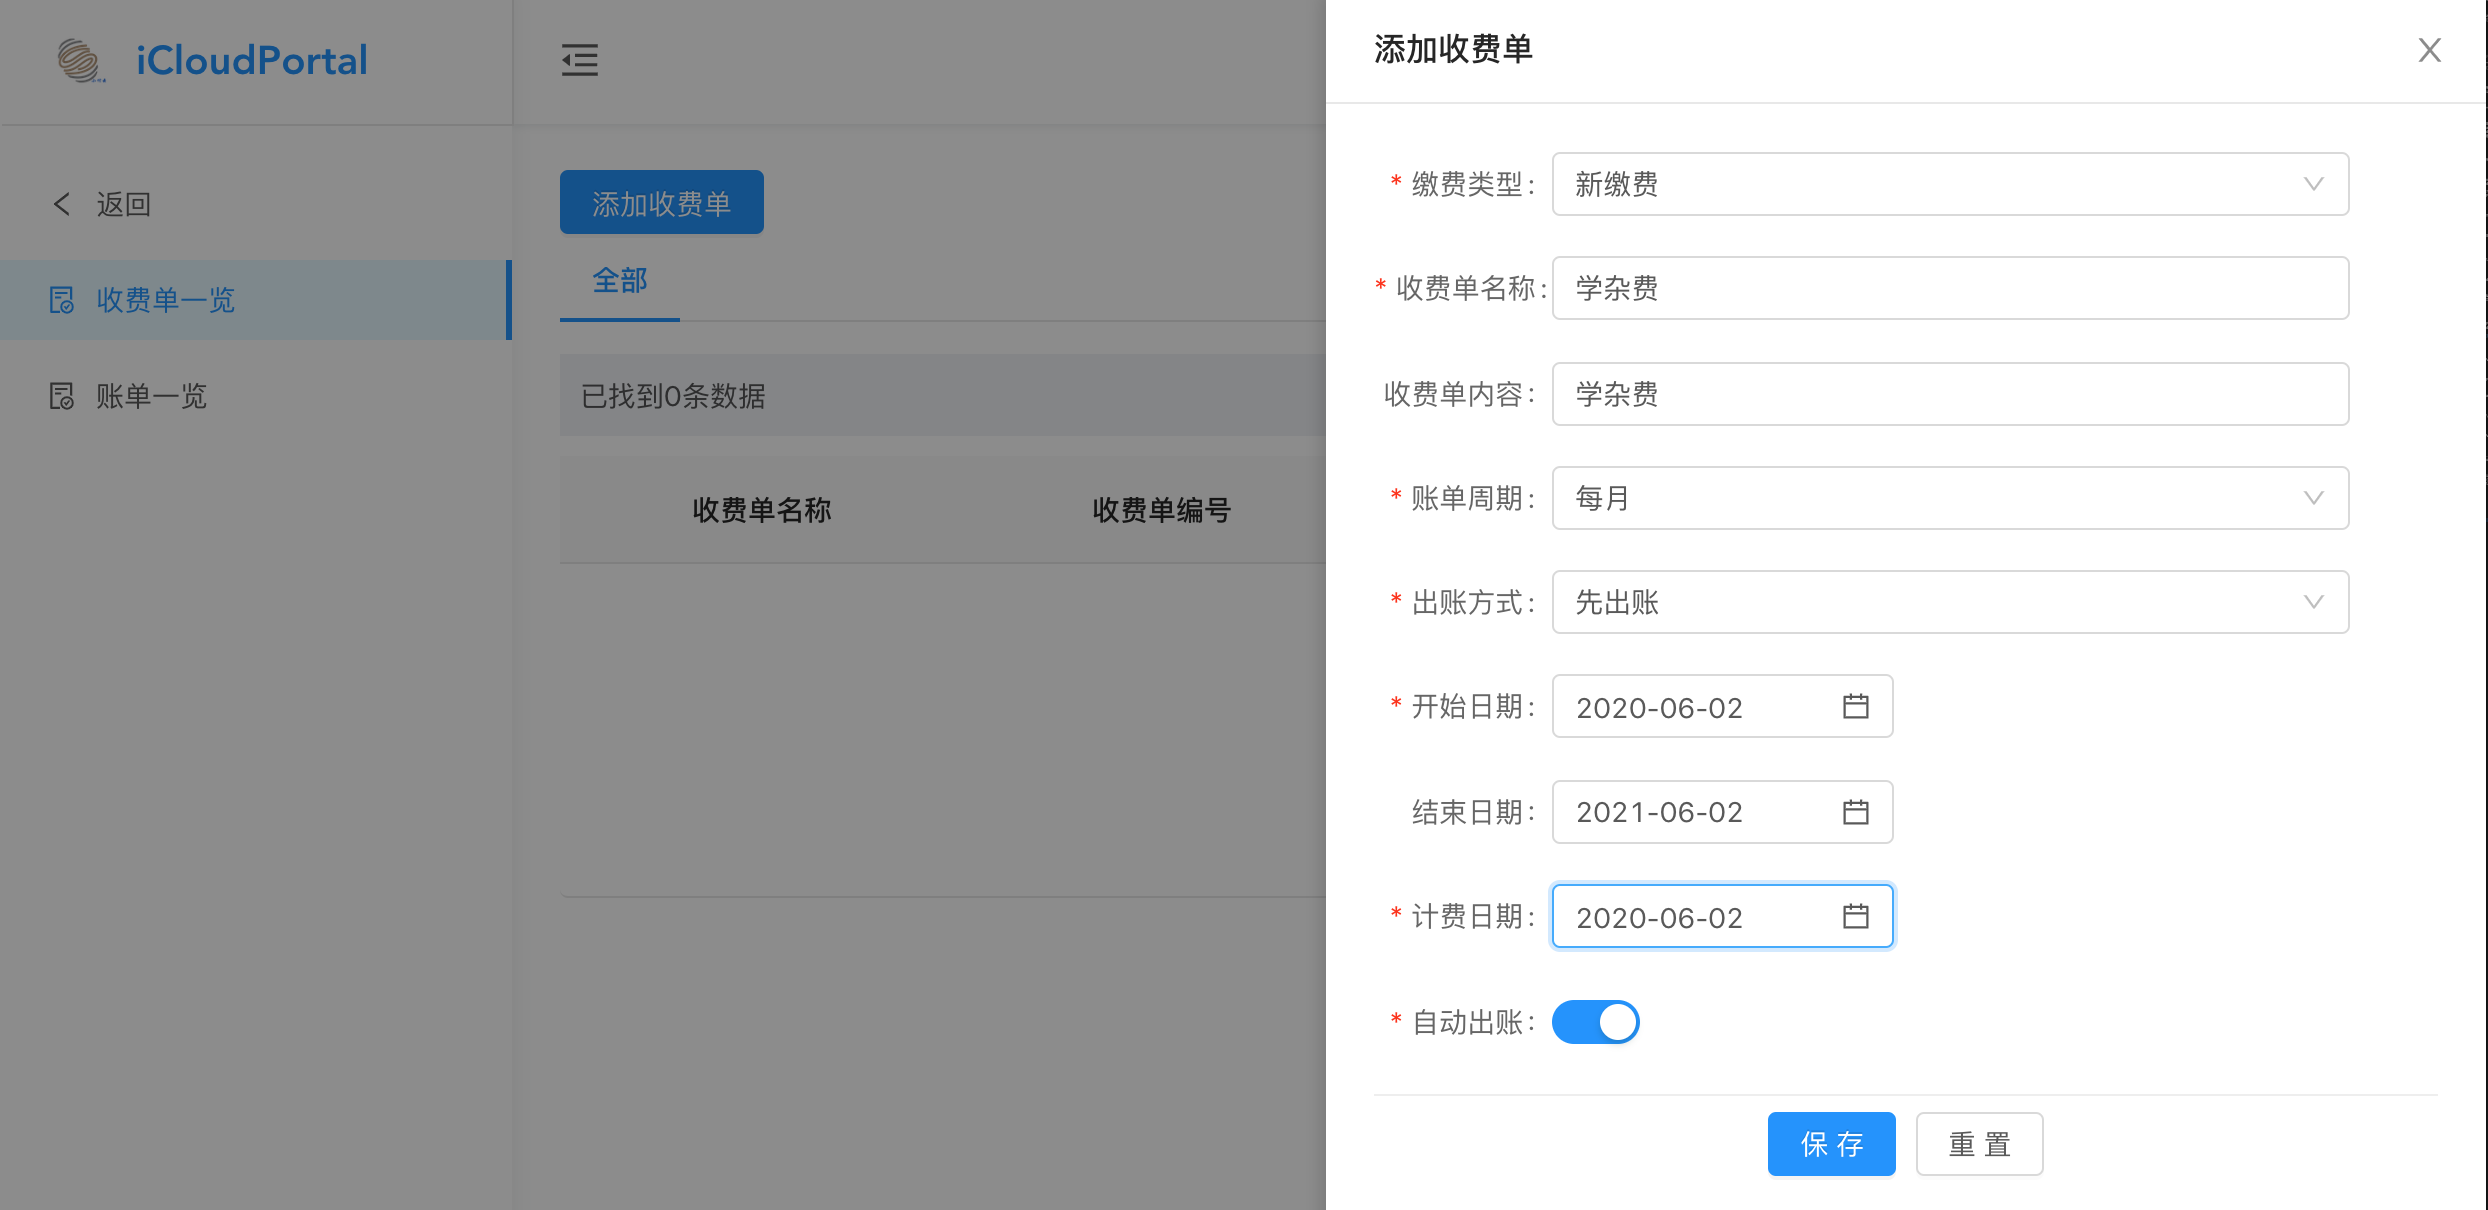 iCloudPortal
返回
收费单一览
账单一览
添加收费单
全部
已找到0条数据
收费单名称 收费单编号
添加收费单
* 缴费类型: 新缴费
* 收费单名称: 学杂费
收费单内容: 学杂费
* 账单周期: 每月
* 出账方式: 先出账
* 开始日期: 2020-06-02
结束日期: 2021-06-02
* 计费日期: 2020-06-02
* 自动出账:
保 存 重 置